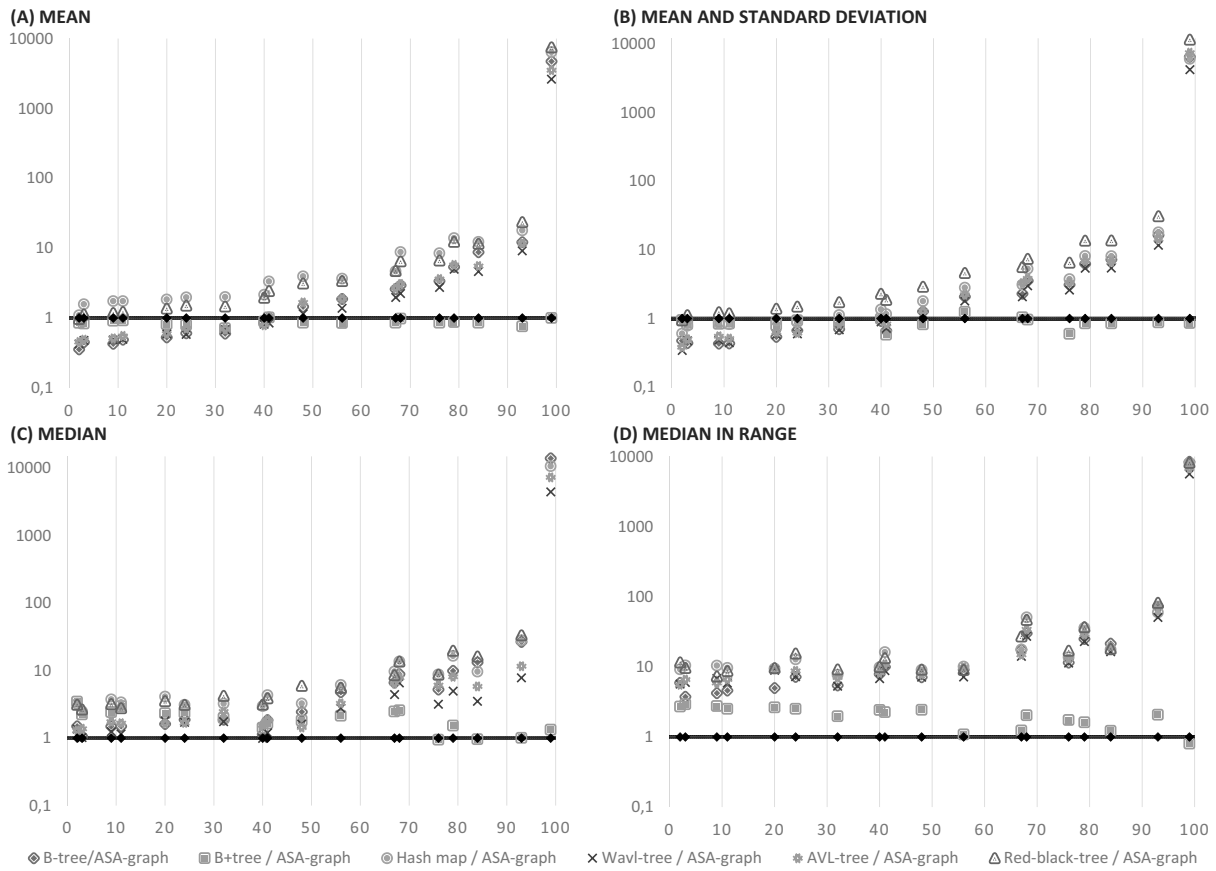 (A) MEAN
10000
1000
100
10
1
0,1
0 10 20 30 40 50 60 70 80 90 100
(B) MEAN AND STANDARD DEVIATION
10000
1000
100
10
1
0,1
0 10 20 30 40 50 60 70 80 90 100
(C) MEDIAN
10000
1000
100
10
1
0,1
0 10 20 30 40 50 60 70 80 90 100
(D) MEDIAN IN RANGE
10000
1000
100
10
1
0,1
0 10 20 30 40 50 60 70 80 90 100
B-tree/ASA-graph B+tree / ASA-graph Hash map / ASA-graph Wavl-tree / ASA-graph AVL-tree / ASA-graph Red-black-tree / ASA-graph